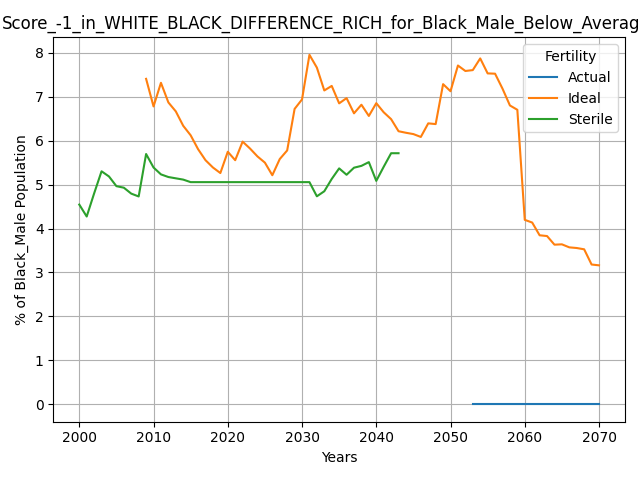 Score_-1_in_WHITE_BLACK_DIFFERENCE_RICH_for_Black_Male_Below_Averag
Fertility
Actual
Ideal
Sterile
% of Black_Male Population
8
7
6
5
4
3
2
1
0
2000 2010 2020 2030 2040 2050 2060 2070
Years